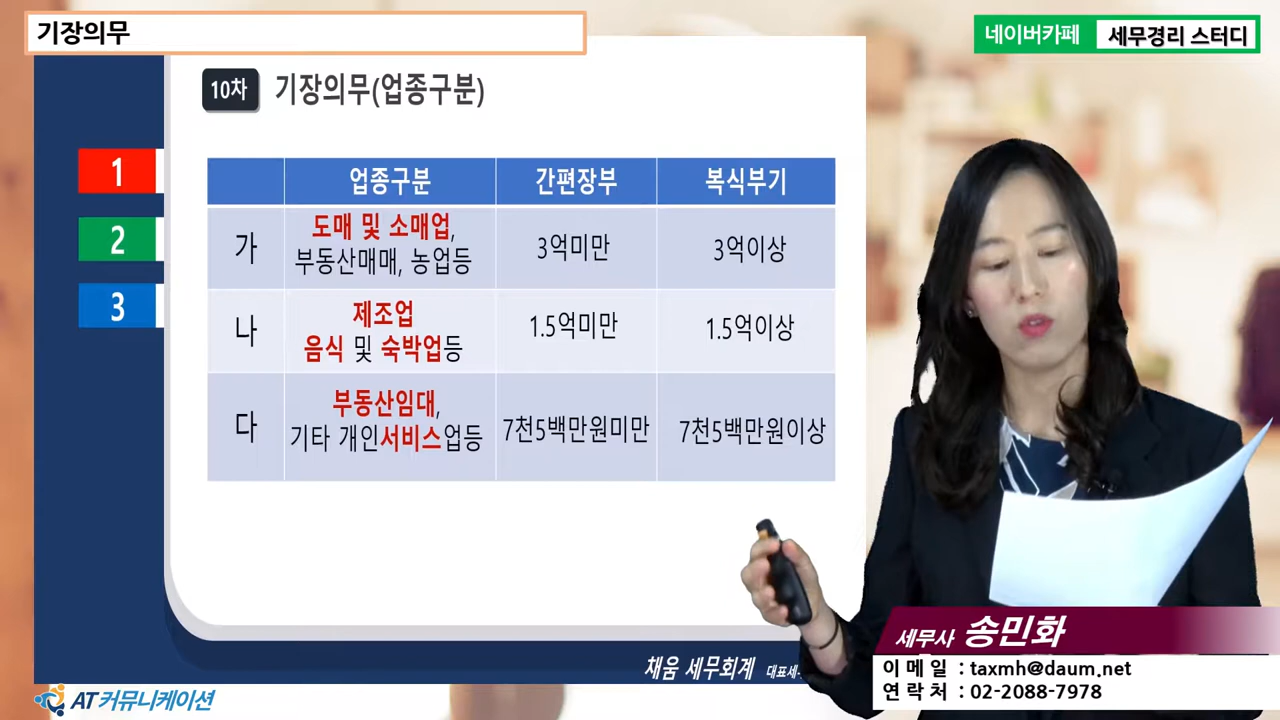 기장의무
네이버카페 세무경리 스터디
10차 기장의무(업종구분)
1
2
3
업종구분 간편장부 복식부기
가 도매 및 소매업, 부동산매매, 농업등 3억미만 3억이상
나 제조업 음식 및 숙박업등 1.5억미만 1.5억이상
다 부동산임대, 기타 개인서비스업등 7천5백만원미만 7천5백만원이상
채움 세무회계 대표세
세무사 송민화
이 메 일 : taxmh@daum.net
연 락 처 : 02-2088-7978
AT커뮤니케이션